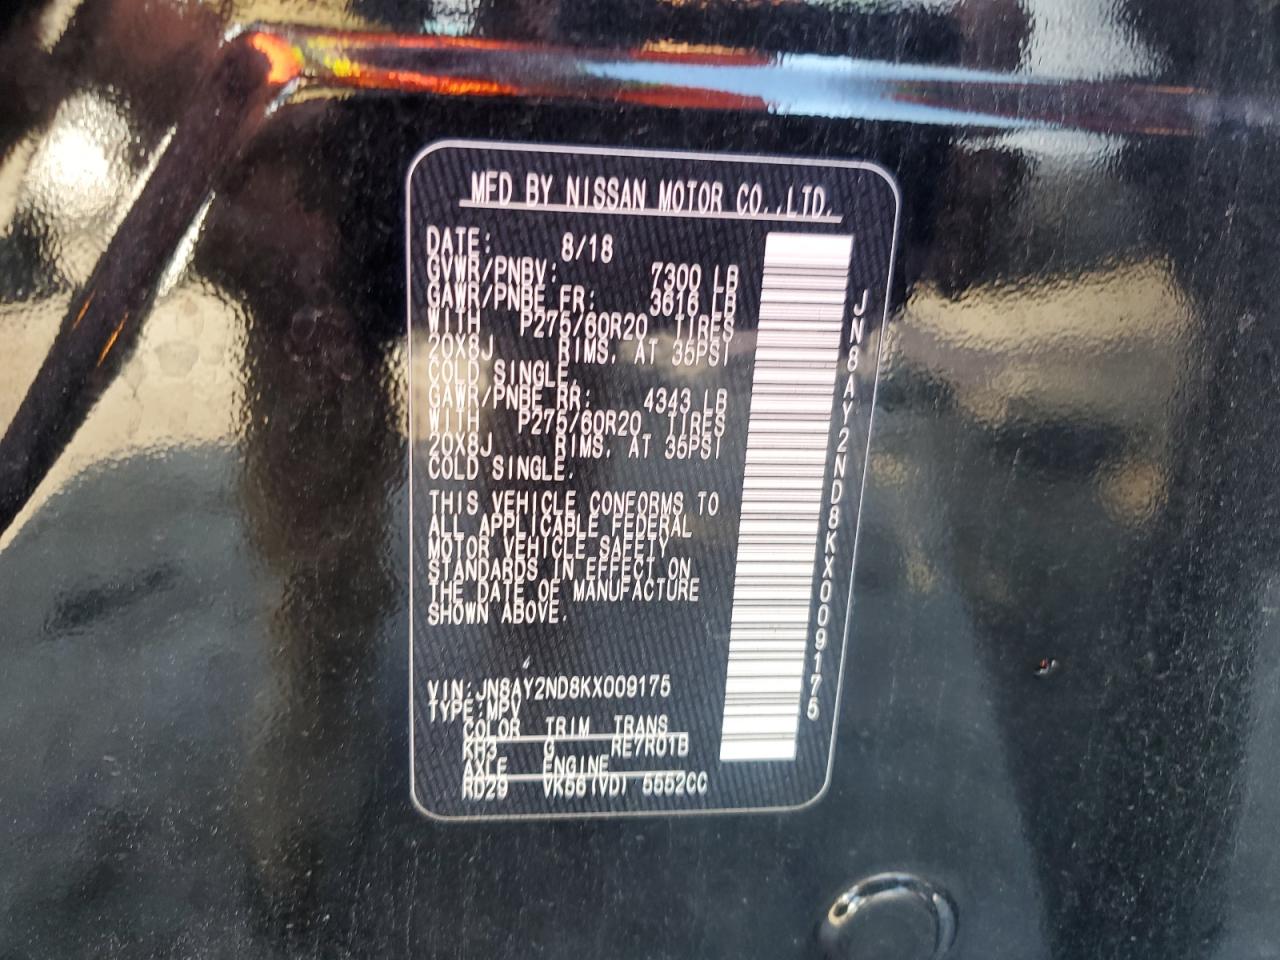 MFD BY NISSAN MOTOR CO.,LTD.
DATE: 8/18
GVWR/PNBV: 7300 LB
GAWR/PNBE FR: 3616 LB
WITH P275/60R20 TIRES
20X8J RIMS, AT 35PSI
COLD SINGLE.
GAWR/PNBE RR: 4343 LB
WITH P275/60R20 TIRES
20X8J RIMS, AT 35PSI
COLD SINGLE.
THIS VEHICLE CONFORMS TO
ALL APPLICABLE FEDERAL
MOTOR VEHICLE SAFETY
STANDARDS IN EFFECT ON
THE DATE OF MANUFACTURE
SHOWN ABOVE.
VIN:JN8AY2ND8KX009175
TYPE:MPV
COLOR TRIM TRANS
KH3 G RE7R01B
AXLE ENGINE
RD29 VK56(VD) 5552CC
JN8AY2ND8KX009175